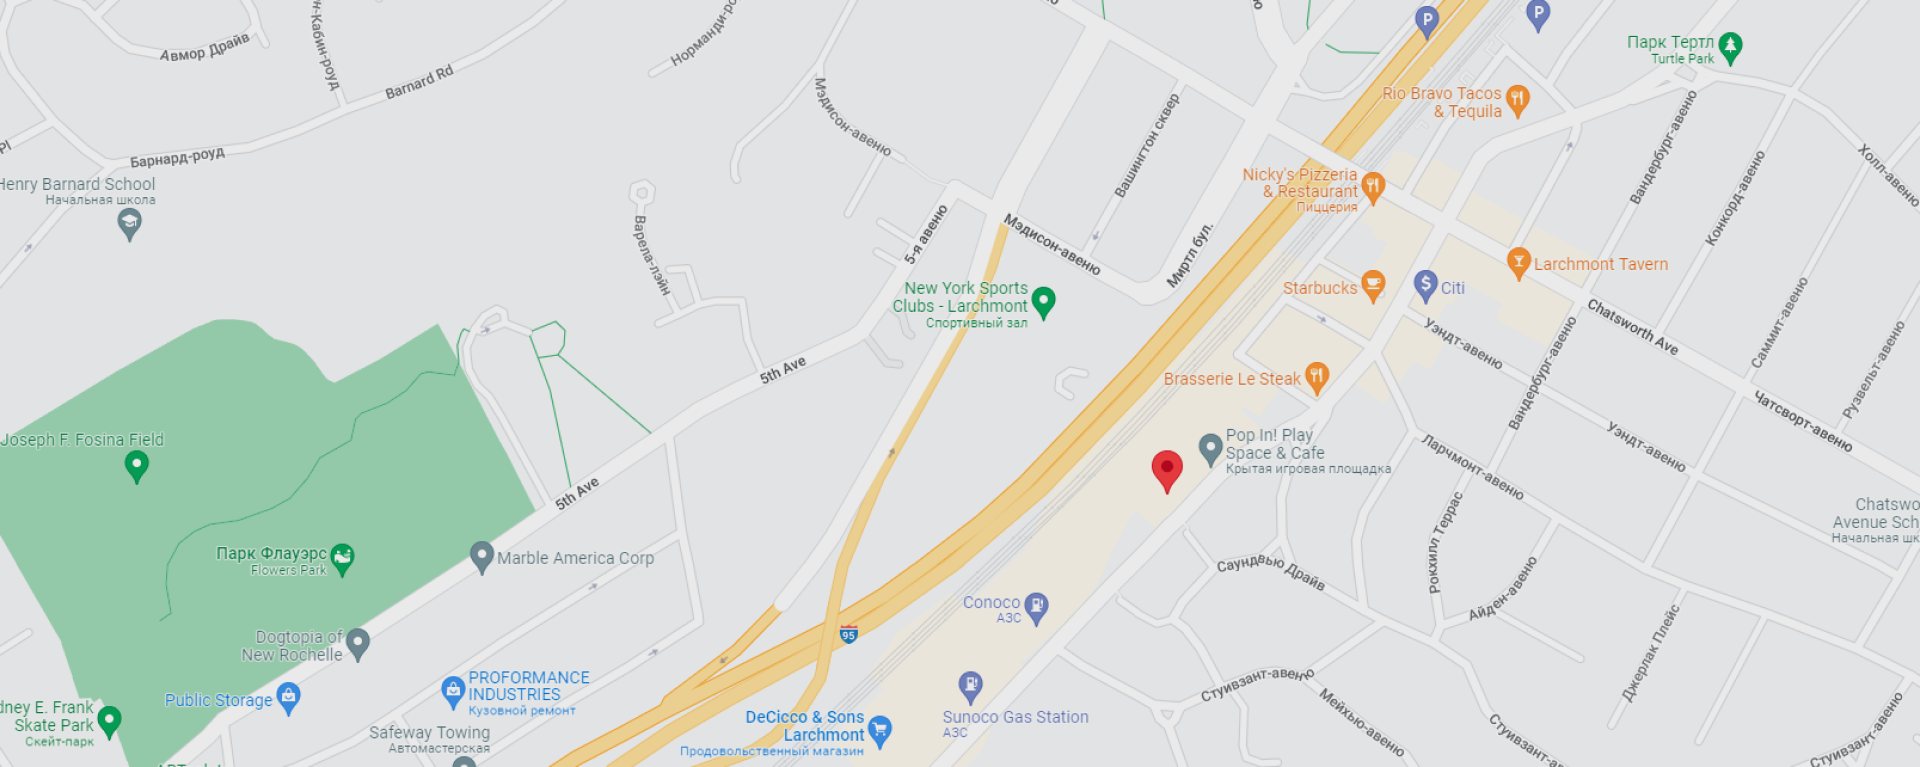 н-Кабин-роуд
Авмор Драйв
Barnard Rd
Норманди-ро
Мэдисон-авеню
Вашингтон сквер
P
P
Парк Тертл
Turtle Park
Rio Bravo Tacos
& Tequila
Pl
Барнард-роуд
Henry Barnard School
Начальная школа
Nicky's Pizzeria
& Restaurant
Пиццерия
Вандербург-авеню
Конкорд-авеню
Холл-авеню
Варела-лэйн
5-я авеню
Мэдисон-авеню
Миртл бул.
Larchmont Tavern
Starbucks
Citi
New York Sports
Clubs - Larchmont
Спортивный зал
Chatsworth Ave
Саммит-авеню
Рузвельт-авеню
Уэндт-авеню
Вандербург-авеню
5th Ave
Brasserie Le Steak
Чатсворт-авеню
Уэндт-авеню
Joseph F. Fosina Field
Pop In! Play
Space & Cafe
Крытая игровая площадка
Ларчмонт-авеню
5th Ave
Chatswo
Avenue Sch
Начальная шк
Рокхилл Террас
Парк Флауэрс
Flowers Park
Marble America Corp
Саундвью Драйв
Айден-авеню
Conoco
АЗС
95
Джерлак Плейс
Dogtopia of
New Rochelle
PROFORMANCE
INDUSTRIES
Кузовной ремонт
Public Storage
Стуивзант-авеню
Мейхью-авеню
Стуивзант-ав
Стуивзант-авеню
dney E. Frank
Skate Park
Скейт-парк
Safeway Towing
Автомастерская
DeCicco & Sons
Larchmont
Продовольственный магазин
Sunoco Gas Station
АЗС